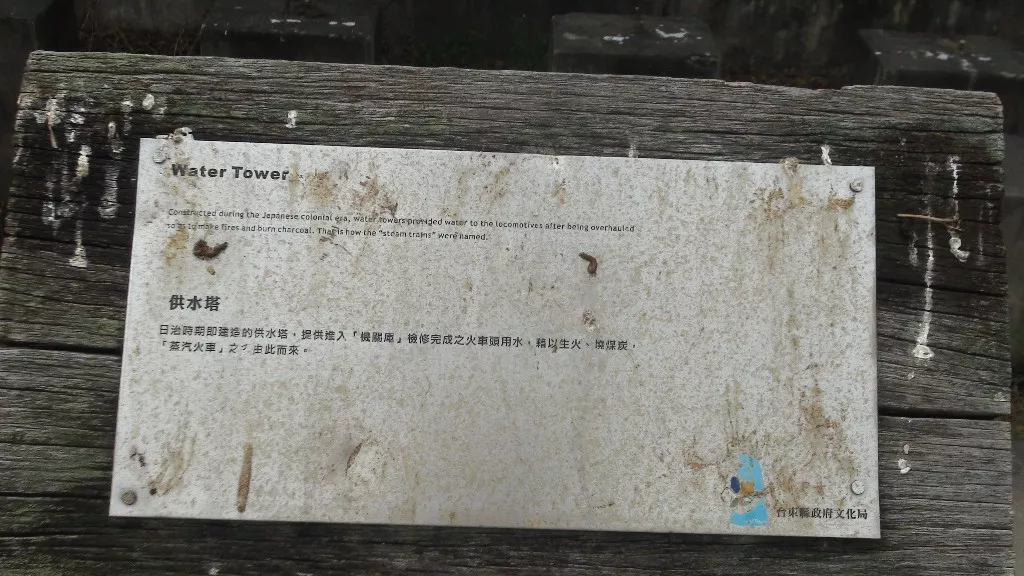 Water Tower
Constructed during the Japanese colonial era, water towers provided water to the locomotives after being overhauled
so as to make fires and burn charcoal. That is how the "steam trains" were named.
供水塔
日治時期即建造的供水塔，提供進入「機關庫」檢修完成之火車頭用水，藉以生火、燒煤炭，
「蒸汽火車」之名由此而來。
台東縣政府文化局